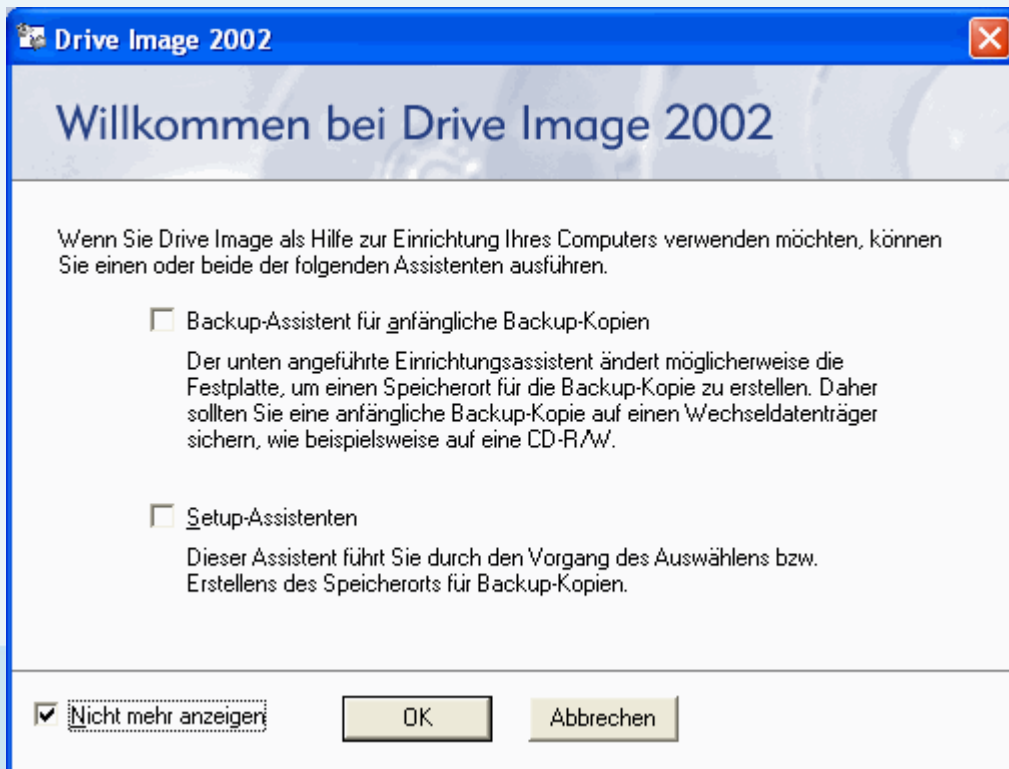 Drive Image 2002
Willkommen bei Drive Image 2002
Wenn Sie Drive Image als Hilfe zur Einrichtung Ihres Computers verwenden möchten, können
Sie einen oder beide der folgenden Assistenten ausführen.
Backup-Assistent für anfängliche Backup-Kopien
Der unten angeführte Einrichtungsassistent ändert möglicherweise die
Festplatte, um einen Speicherort für die Backup-Kopie zu erstellen. Daher
sollten Sie eine anfängliche Backup-Kopie auf einen Wechseldatenträger
sichern, wie beispielsweise auf eine CD-R/W.
Setup-Assistenten
Dieser Assistent führt Sie durch den Vorgang des Auswählens bzw.
Erstellens des Speicherorts für Backup-Kopien.
Nicht mehr anzeigen OK Abbrechen